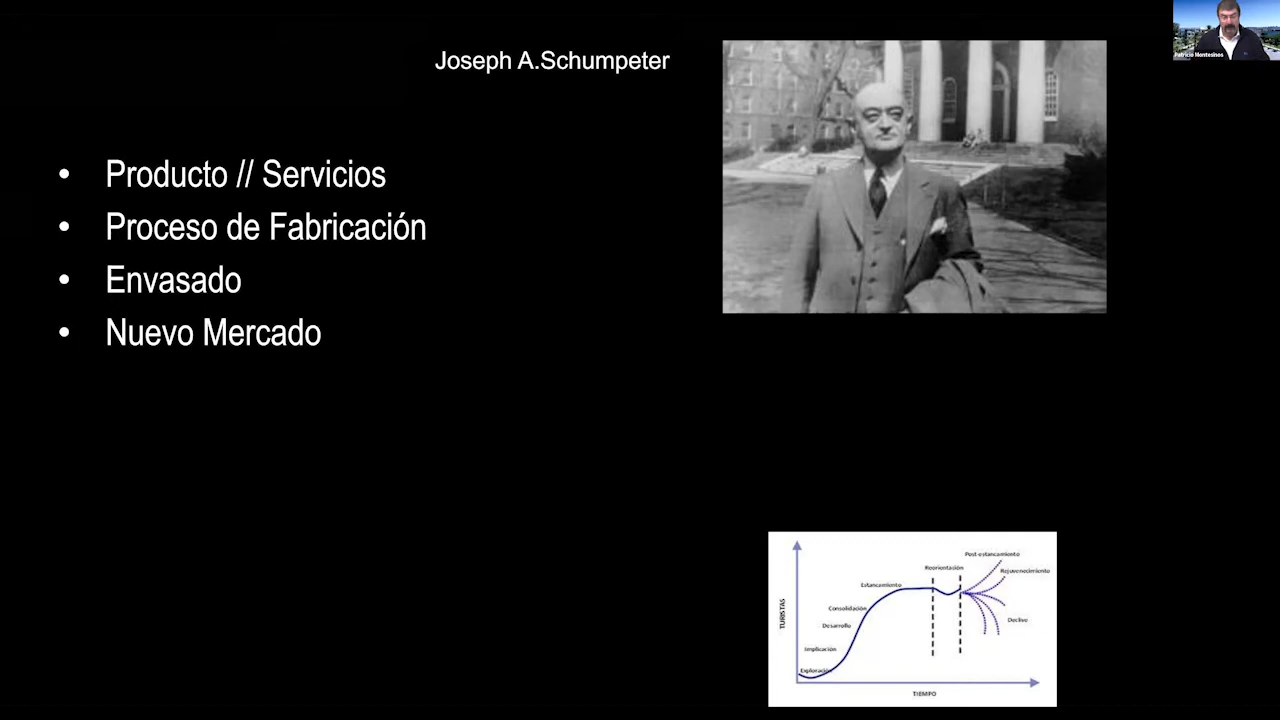 Joseph A.Schumpeter
Patricio Montesinos
• Producto // Servicios
• Proceso de Fabricación
• Envasado
• Nuevo Mercado
Post-estancamiento
Reorientación
Rejuvenecimiento
Estancamiento
Consolidación
Desarrollo
Declive
Implicación
Exploración
TURISTAS
TIEMPO